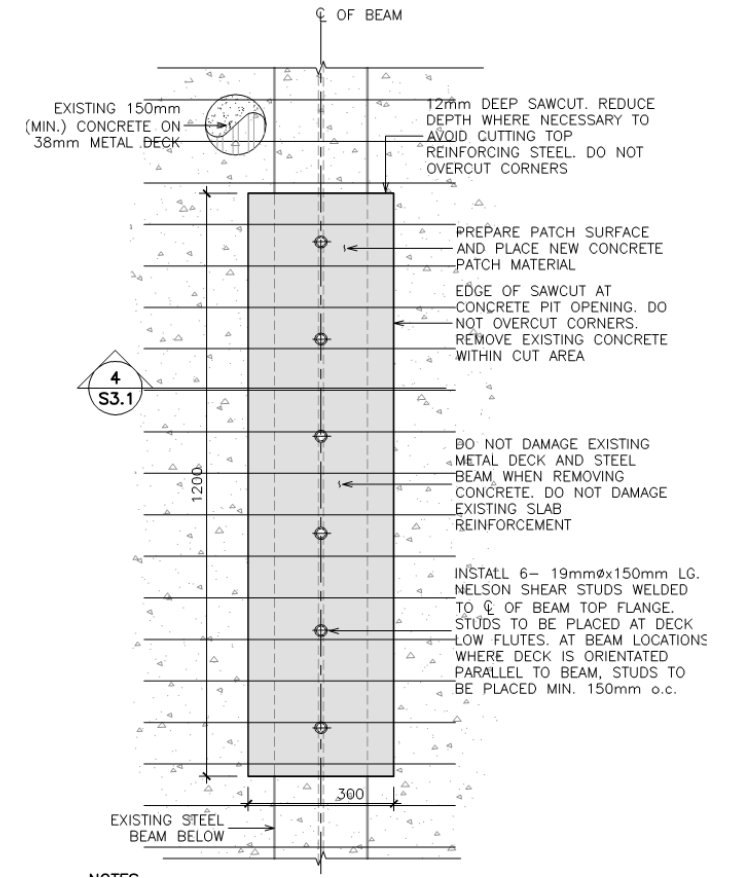 ℄ OF BEAM
EXISTING 150mm
(MIN.) CONCRETE ON
38mm METAL DECK
12mm DEEP SAWCUT. REDUCE
DEPTH WHERE NECESSARY TO
AVOID CUTTING TOP
REINFORCING STEEL. DO NOT
OVERCUT CORNERS
PREPARE PATCH SURFACE
AND PLACE NEW CONCRETE
PATCH MATERIAL
EDGE OF SAWCUT AT
CONCRETE PIT OPENING. DO
NOT OVERCUT CORNERS.
REMOVE EXISTING CONCRETE
WITHIN CUT AREA
4
S3.1
1200
DO NOT DAMAGE EXISTING
METAL DECK AND STEEL
BEAM WHEN REMOVING
CONCRETE. DO NOT DAMAGE
EXISTING SLAB
REINFORCEMENT
INSTALL 6– 19mmøx150mm LG.
NELSON SHEAR STUDS WELDED
TO ℄ OF BEAM TOP FLANGE.
STUDS TO BE PLACED AT DECK
LOW FLUTES. AT BEAM LOCATIONS
WHERE DECK IS ORIENTATED
PARALLEL TO BEAM, STUDS TO
BE PLACED MIN. 150mm o.c.
300
EXISTING STEEL
BEAM BELOW
NOTES